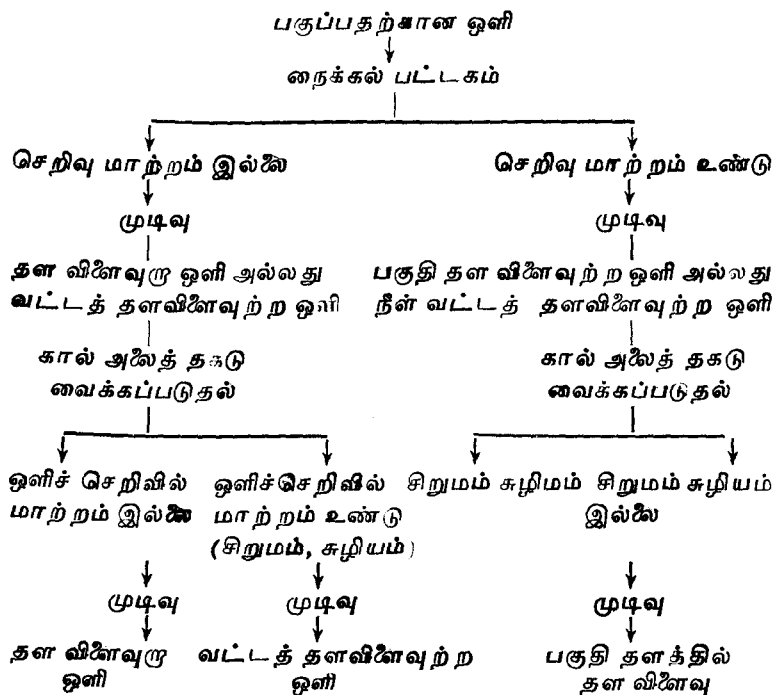 பகுப்பதற்கான ஒளி
நைக்கல் பட்டகம்
செறிவு மாற்றம் இல்லை
செறிவு மாற்றம் உண்டு
முடிவு
முடிவு
தள விளைவுறா ஒளி அல்லது
வட்டத் தளவிளைவுற்ற ஒளி
பகுதி தள விளைவுற்ற ஒளி அல்லது
நீள் வட்டத் தளவிளைவுற்ற ஒளி
கால் அலைத் தகடு
வைக்கப்படுதல்
கால் அலைத் தகடு
வைக்கப்படுதல்
ஒளிச் செறிவில்
மாற்றம் இல்லை
ஒளிச்செறிவில்
மாற்றம் உண்டு
(சிறுமம், சுழியம்)
சிறுமம் சுழிமம்
சிறுமம் சுழியம்
இல்லை
முடிவு
முடிவு
முடிவு
தள விளைவுறா
ஒளி
வட்டத் தளவிளைவுற்ற
ஒளி
பகுதி தளத்தில்
தள விளைவு